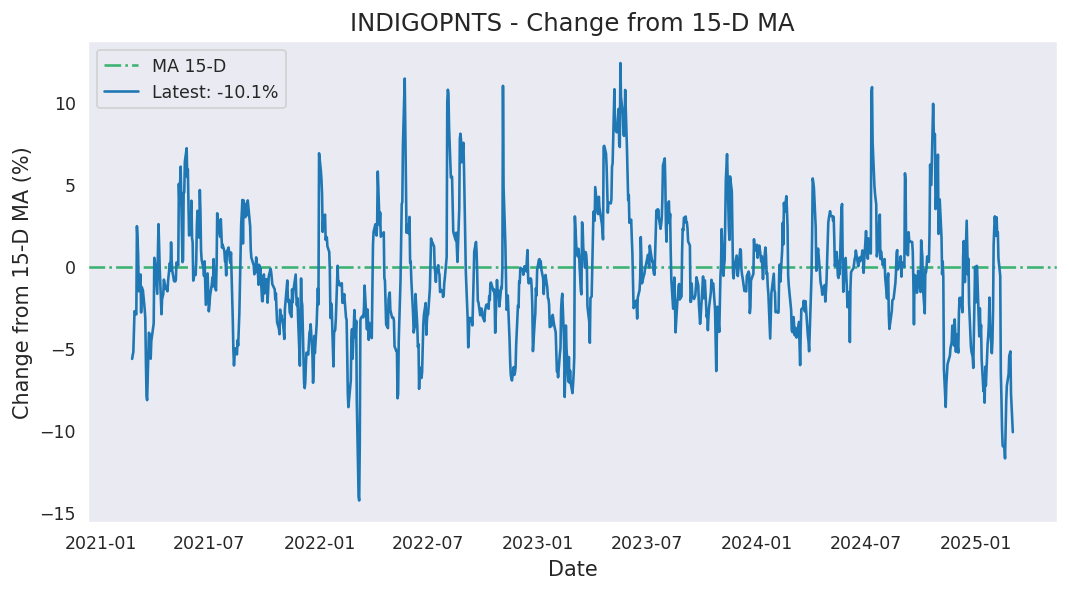 INDIGOPNTS - Change from 15-D MA
MA 15-D
Latest: -10.1%
Change from 15-D MA (%)
10
5
0
−5
−10
−15
2021-01 2021-07 2022-01 2022-07 2023-01 2023-07 2024-01 2024-07 2025-01
Date